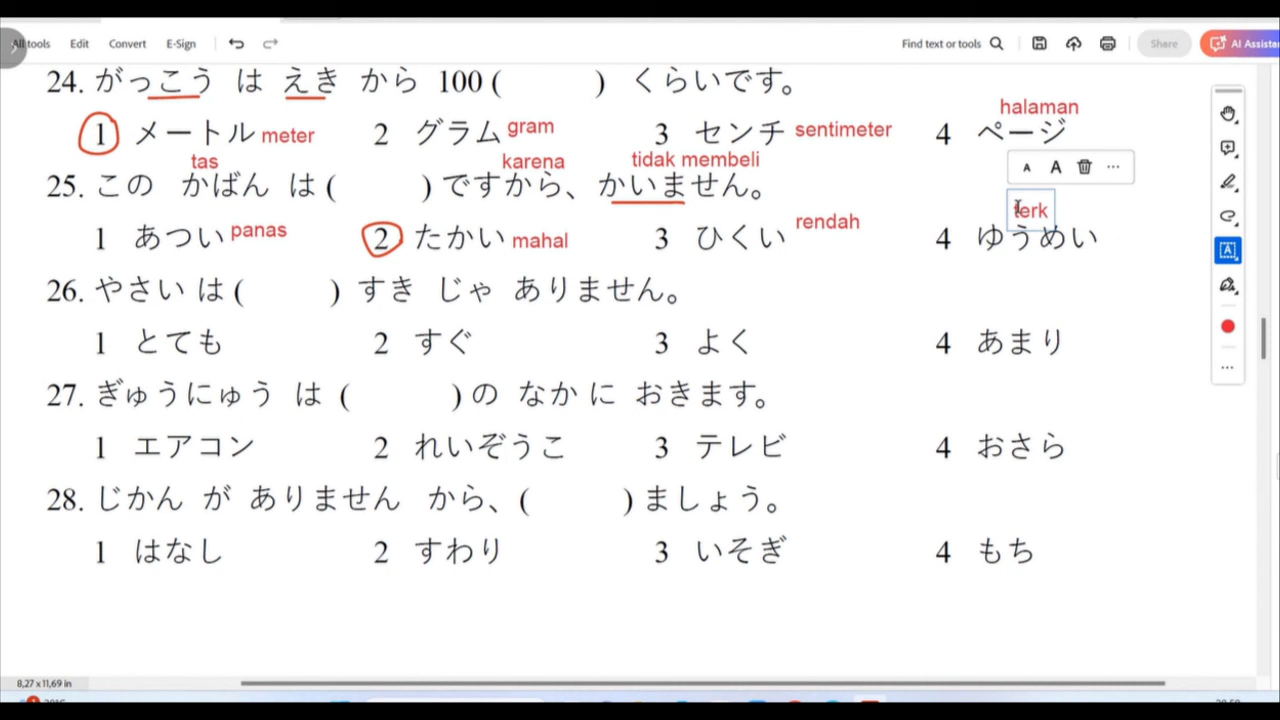 All tools Edit Convert E-Sign Find text or tools Share AI Assista
24. がっこう は えき から 100 ( ) くらいです。
halaman
1 メートル meter 2 グラム gram 3 センチ sentimeter 4 ページ
tas karena tidak membeli
25. この かばん は ( ) ですから、 かいません。
A A ...
terk
1 あつい panas 2 たかい mahal 3 ひくい rendah 4 ゆうめい
26. やさい は ( ) すき じゃ ありません。
1 とても 2 すぐ 3 よく 4 あまり
27. ぎゅうにゅう は ( ) の なか に おきます。
1 エアコン 2 れいぞうこ 3 テレビ 4 おさら
28. じかん が ありません から、 ( ) ましょう。
1 はなし 2 すわり 3 いそぎ 4 もち
8,27 x 11,69 in